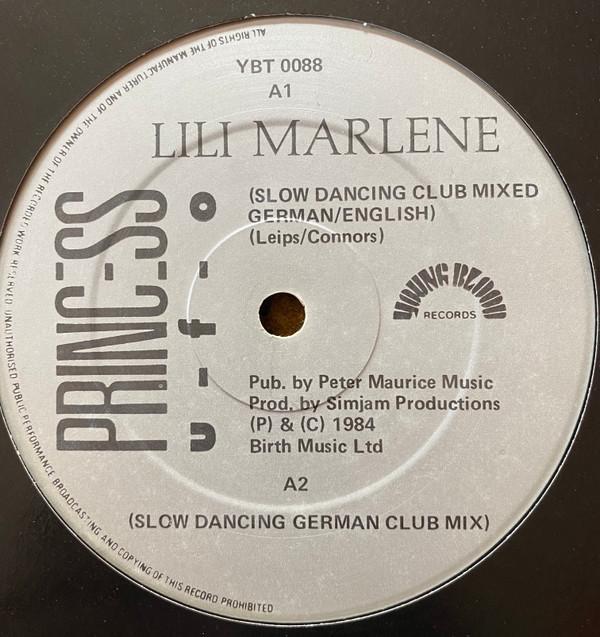 YBT 0088
A1
LILI MARLENE
(SLOW DANCING CLUB MIXED
GERMAN/ENGLISH)
(Leips/Connors)
PRINCESS
u-f-o
YOUNG BLOOD
RECORDS
Pub. by Peter Maurice Music
Prod. by Simjam Productions
(P) & (C) 1984
Birth Music Ltd
A2
(SLOW DANCING GERMAN CLUB MIX)
ALL RIGHTS OF THE MANUFACTURER AND OF THE OWNER OF THE RECORDED WORK RESERVED UNAUTHORISED PUBLIC PERFORMANCE BROADCASTING AND COPYING OF THIS RECORD PROHIBITED